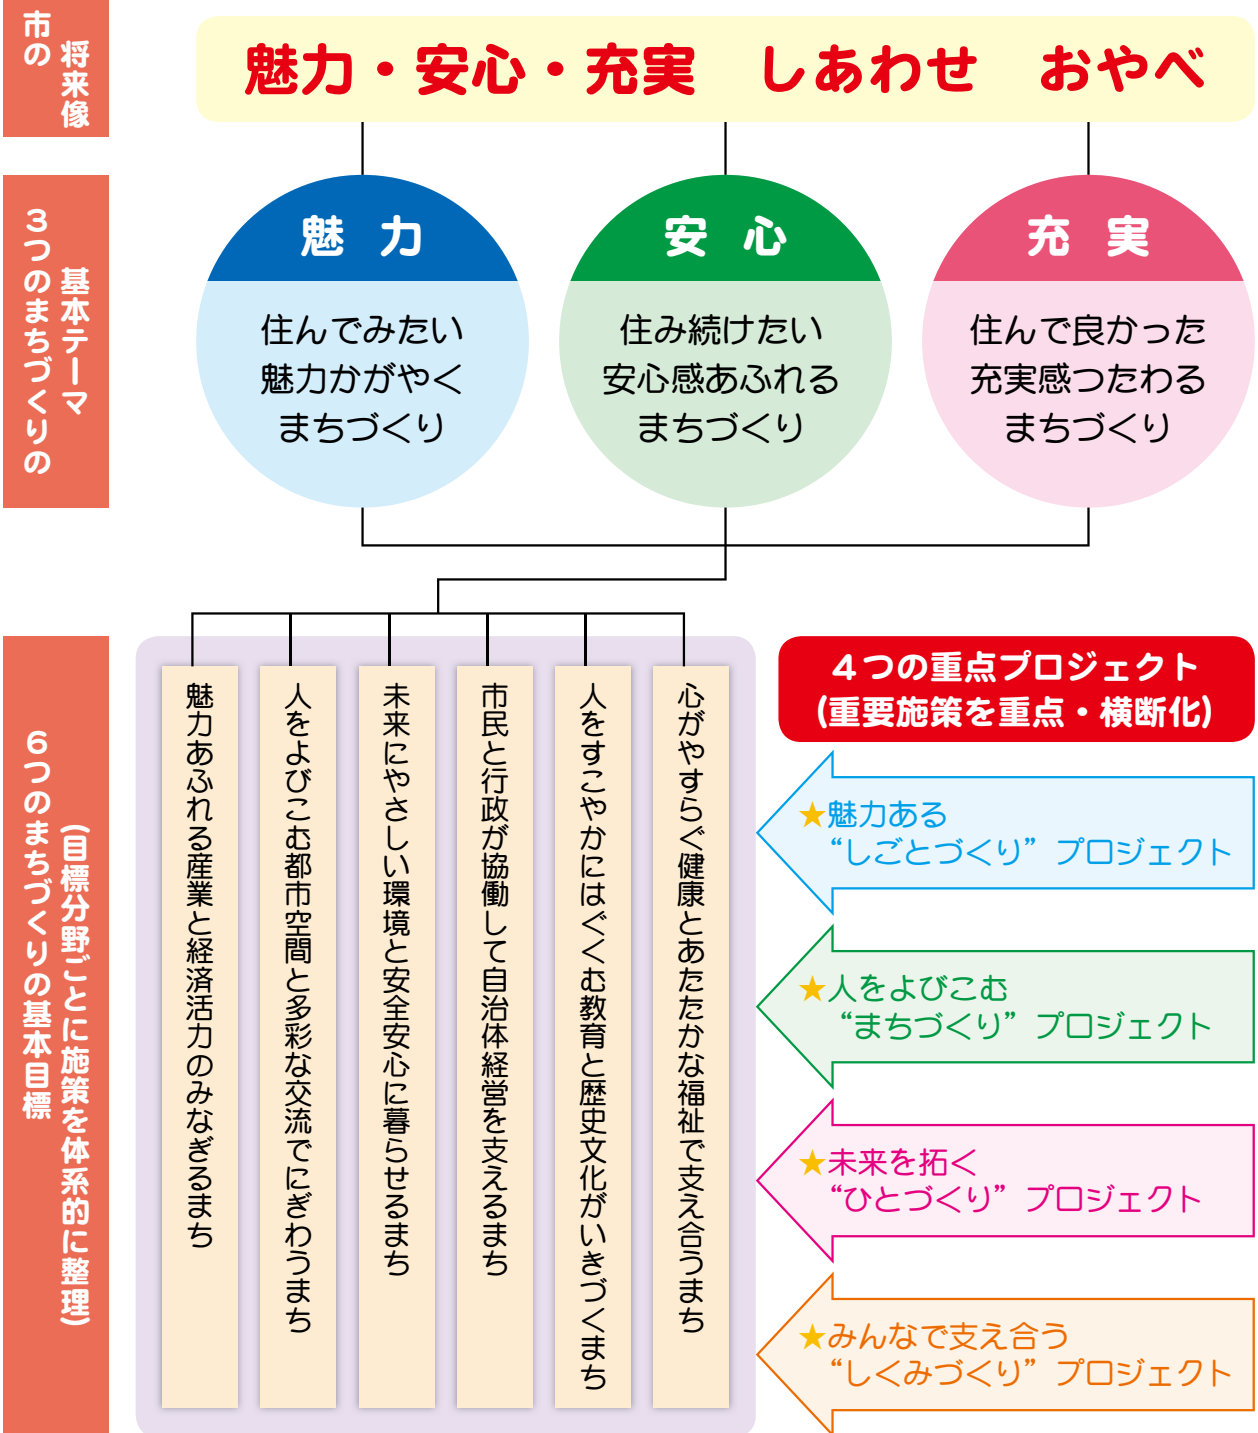 市の
将来像
魅力・安心・充実　しあわせ　おやべ
３つのまちづくりの
基本テーマ
魅 力
住んでみたい
魅力かがやく
まちづくり
安 心
住み続けたい
安心感あふれる
まちづくり
充 実
住んで良かった
充実感つたわる
まちづくり
６つのまちづくりの基本目標
(目標分野ごとに施策を体系的に整理)
魅力あふれる産業と経済活力のみなぎるまち
人をよびこむ都市空間と多彩な交流でにぎわうまち
未来にやさしい環境と安全安心に暮らせるまち
市民と行政が協働して自治体経営を支えるまち
人をすこやかにはぐくむ教育と歴史文化がいきづくまち
心がやすらぐ健康とあたたかな福祉で支え合うまち
４つの重点プロジェクト
(重要施策を重点・横断化)
★魅力ある
“しごとづくり”プロジェクト
★人をよびこむ
“まちづくり”プロジェクト
★未来を拓く
“ひとづくり”プロジェクト
★みんなで支え合う
“しくみづくり”プロジェクト